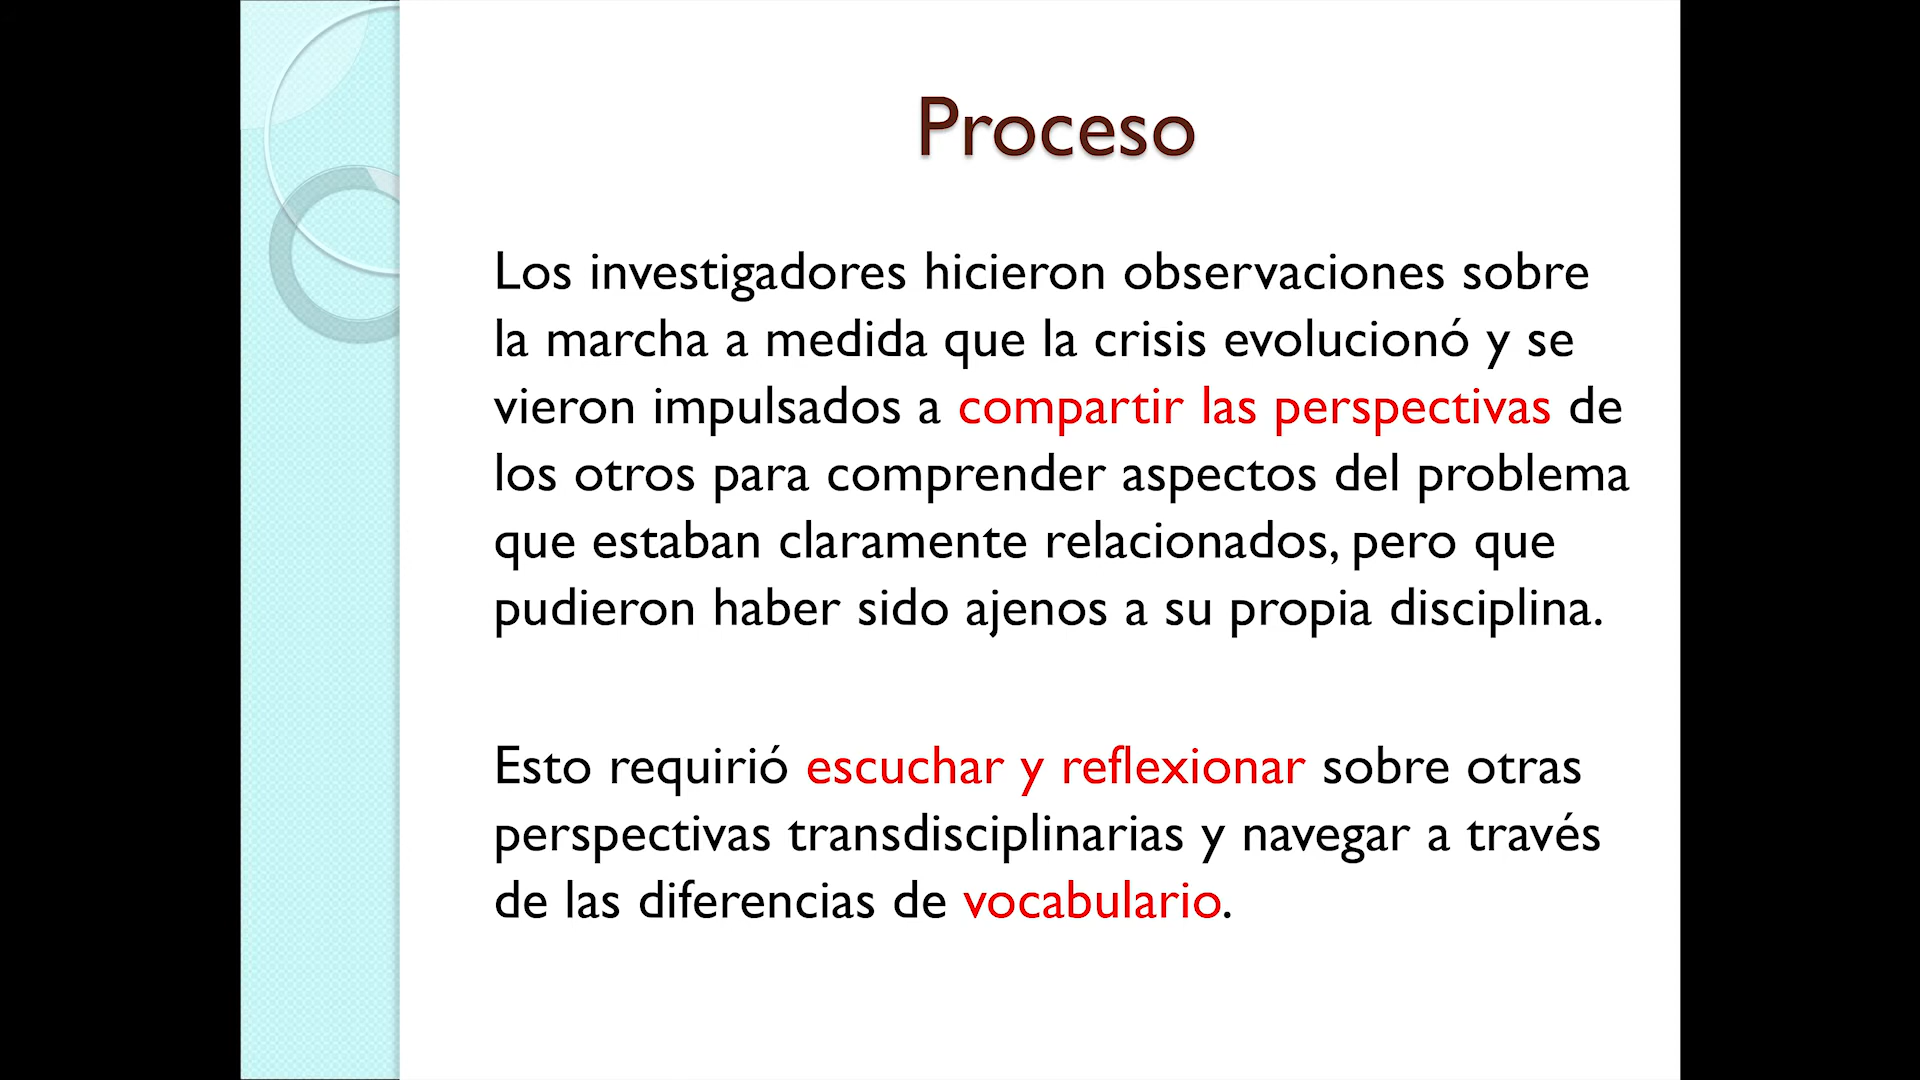 Proceso
Los investigadores hicieron observaciones sobre
la marcha a medida que la crisis evolucionó y se
vieron impulsados a compartir las perspectivas de
los otros para comprender aspectos del problema
que estaban claramente relacionados, pero que
pudieron haber sido ajenos a su propia disciplina.
Esto requirió escuchar y reflexionar sobre otras
perspectivas transdisciplinarias y navegar a través
de las diferencias de vocabulario.